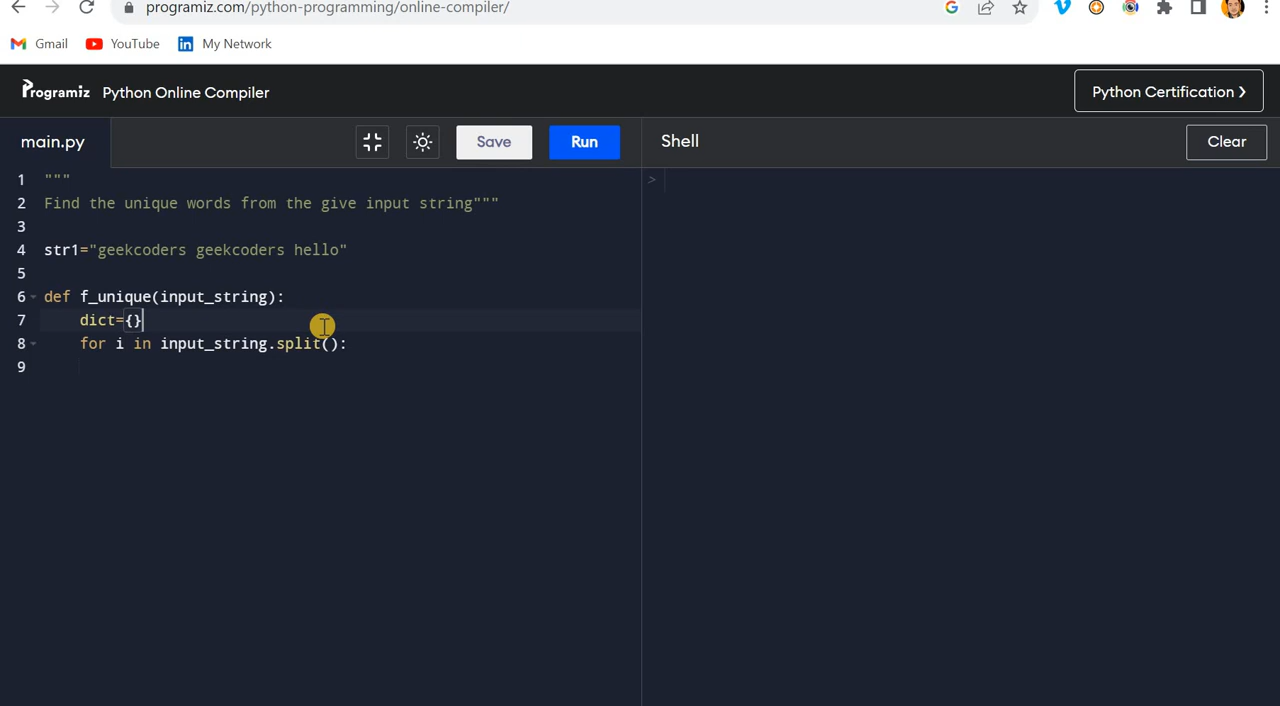 programiz.com/python-programming/online-compiler/
Gmail YouTube My Network
Programiz Python Online Compiler Python Certification ❯
main.py Save Run Shell Clear
1 """
2 Find the unique words from the give input string"""
3
4 str1="geekcoders geekcoders hello"
5
6 def f_unique(input_string):
7 dict={}
8 for i in input_string.split():
9
>